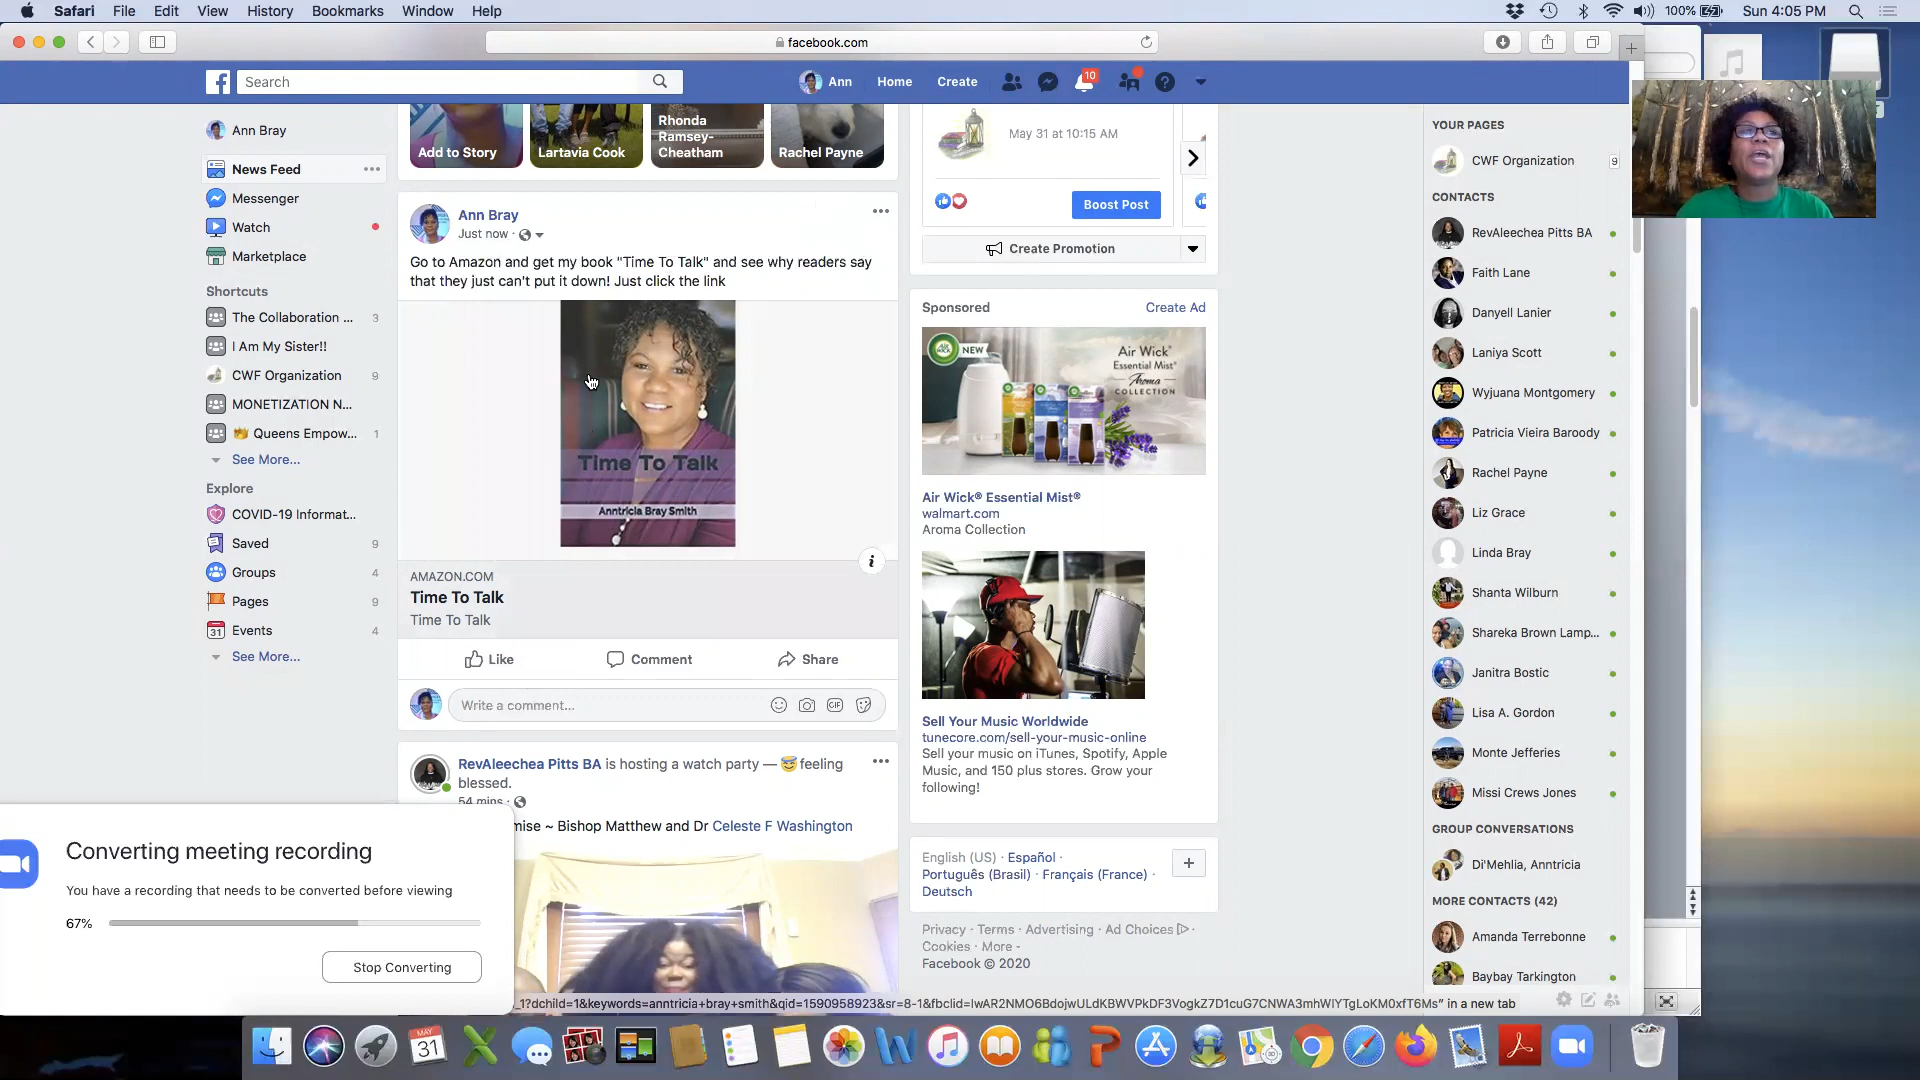 Safari File Edit View History Bookmarks Window Help
100% Sun 4:05 PM
facebook.com
Search
Ann Home Create 10
Ann Bray
News Feed
Messenger
Watch
Marketplace
Shortcuts
The Collaboration ... 3
I Am My Sister!!
CWF Organization 9
MONETIZATION N...
Queens Empow... 1
See More...
Explore
COVID-19 Informat...
Saved 9
Groups 4
Pages 9
31 Events 4
See More...
Add to Story
Lartavia Cook
Rhonda
Ramsey-
Cheatham
Rachel Payne
Ann Bray
Just now ·
Go to Amazon and get my book "Time To Talk" and see why readers say
that they just can't put it down! Just click the link
Time To Talk
Anntricia Bray Smith
i
AMAZON.COM
Time To Talk
Time To Talk
Like Comment Share
Write a comment...
GIF
RevAleechea Pitts BA is hosting a watch party — feeling
blessed.
54 mins ·
mise ~ Bishop Matthew and Dr Celeste F Washington
May 31 at 10:15 AM
Boost Post
Create Promotion
Sponsored Create Ad
NEW
Air Wick®
Essential Mist®
Aroma
COLLECTION
Air Wick® Essential Mist®
walmart.com
Aroma Collection
Sell Your Music Worldwide
tunecore.com/sell-your-music-online
Sell your music on iTunes, Spotify, Apple
Music, and 150 plus stores. Grow your
following!
English (US) · Español ·
Português (Brasil) · Français (France) ·
Deutsch
Privacy · Terms · Advertising · Ad Choices ·
Cookies · More
Facebook © 2020
YOUR PAGES
CWF Organization 9
CONTACTS
RevAleechea Pitts BA
Faith Lane
Danyell Lanier
Laniya Scott
Wyjuana Montgomery
Patricia Vieira Baroody
Rachel Payne
Liz Grace
Linda Bray
Shanta Wilburn
Shareka Brown Lamp...
Janitra Bostic
Lisa A. Gordon
Monte Jefferies
Missi Crews Jones
GROUP CONVERSATIONS
Di'Mehlia, Anntricia
MORE CONTACTS (42)
Amanda Terrebonne
Baybay Tarkington
Converting meeting recording
You have a recording that needs to be converted before viewing
67%
Stop Converting
_1?dchild=1&keywords=anntricia+bray+smith&qid=1590958923&sr=8-1&fbclid=IwAR2NMO6BdojwULdKBWVPkDF3VogkZ7D1cuG7CNWA3mhWIYTgLoKM0xfT6Ms" in a new tab
MAY
31